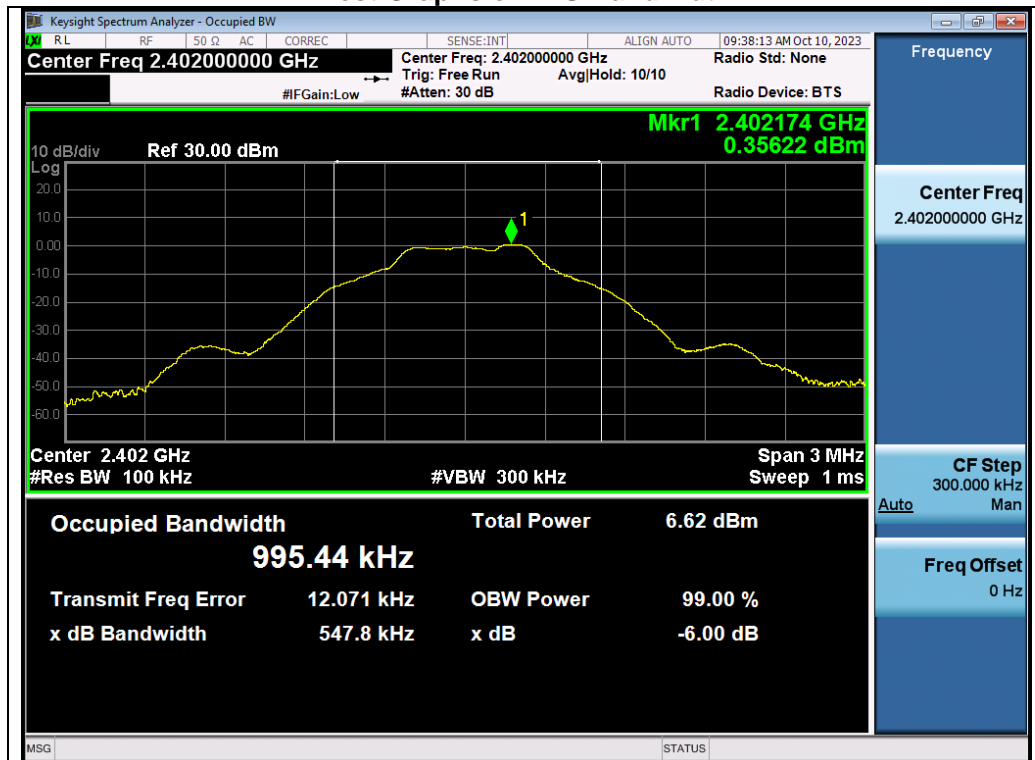 Keysight Spectrum Analyzer - Occupied BW
LXI RL RF 50 Ω AC CORREC SENSE:INT ALIGN AUTO 09:38:13 AM Oct 10, 2023
Center Freq 2.402000000 GHz Center Freq: 2.402000000 GHz Radio Std: None
Trig: Free Run Avg|Hold: 10/10
#IFGain:Low #Atten: 30 dB Radio Device: BTS
Mkr1 2.402174 GHz
0.35622 dBm
10 dB/div Ref 30.00 dBm
Log
20.0
10.0
0.00
-10.0
-20.0
-30.0
-40.0
-50.0
-60.0
1
Center 2.402 GHz Span 3 MHz
#Res BW 100 kHz #VBW 300 kHz Sweep 1 ms
Occupied Bandwidth Total Power 6.62 dBm
995.44 kHz
Transmit Freq Error 12.071 kHz OBW Power 99.00 %
x dB Bandwidth 547.8 kHz x dB -6.00 dB
MSG STATUS
Frequency
Center Freq
2.402000000 GHz
CF Step
300.000 kHz
Auto Man
Freq Offset
0 Hz